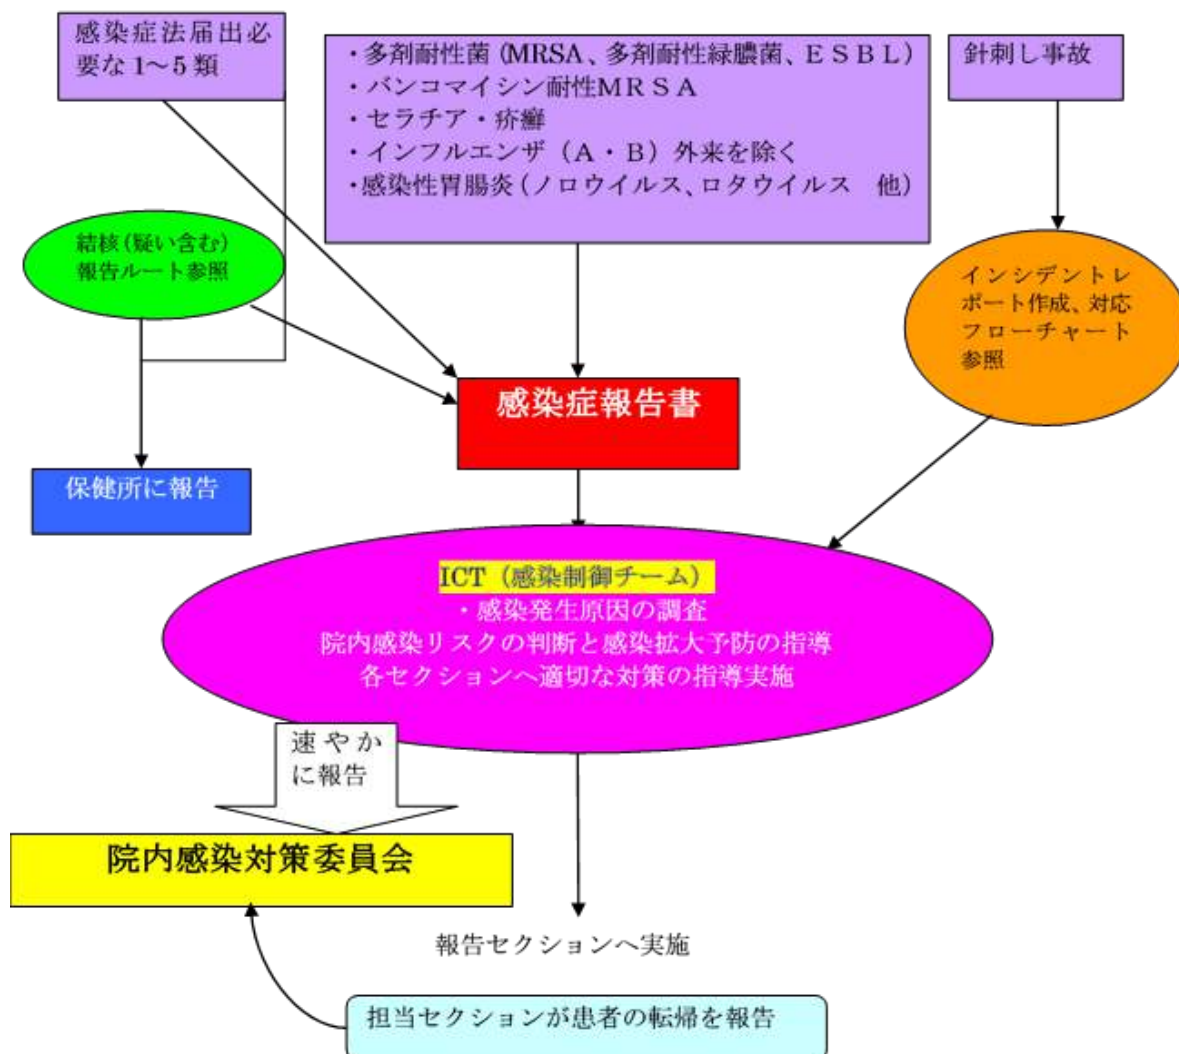 感染症法届出必
要な 1～5 類
・多剤耐性菌 (MRSA、多剤耐性緑膿菌、ＥＳＢＬ)
・バンコマイシン耐性MＲＳＡ
・セラチア・疥癬
・インフルエンザ（Ａ・Ｂ）外来を除く
・感染性胃腸炎 (ノロウイルス、ロタウイルス　他)
針刺し事故
結核 (疑い含む)
報告ルート参照
インシデントレ
ポート作成、対応
フローチャート
参照
感染症報告書
保健所に報告
ICT（感染制御チーム）
・感染発生原因の調査
院内感染リスクの判断と感染拡大予防の指導
各セクションへ適切な対策の指導実施
速やか
に報告
院内感染対策委員会
報告セクションへ実施
担当セクションが患者の転帰を報告